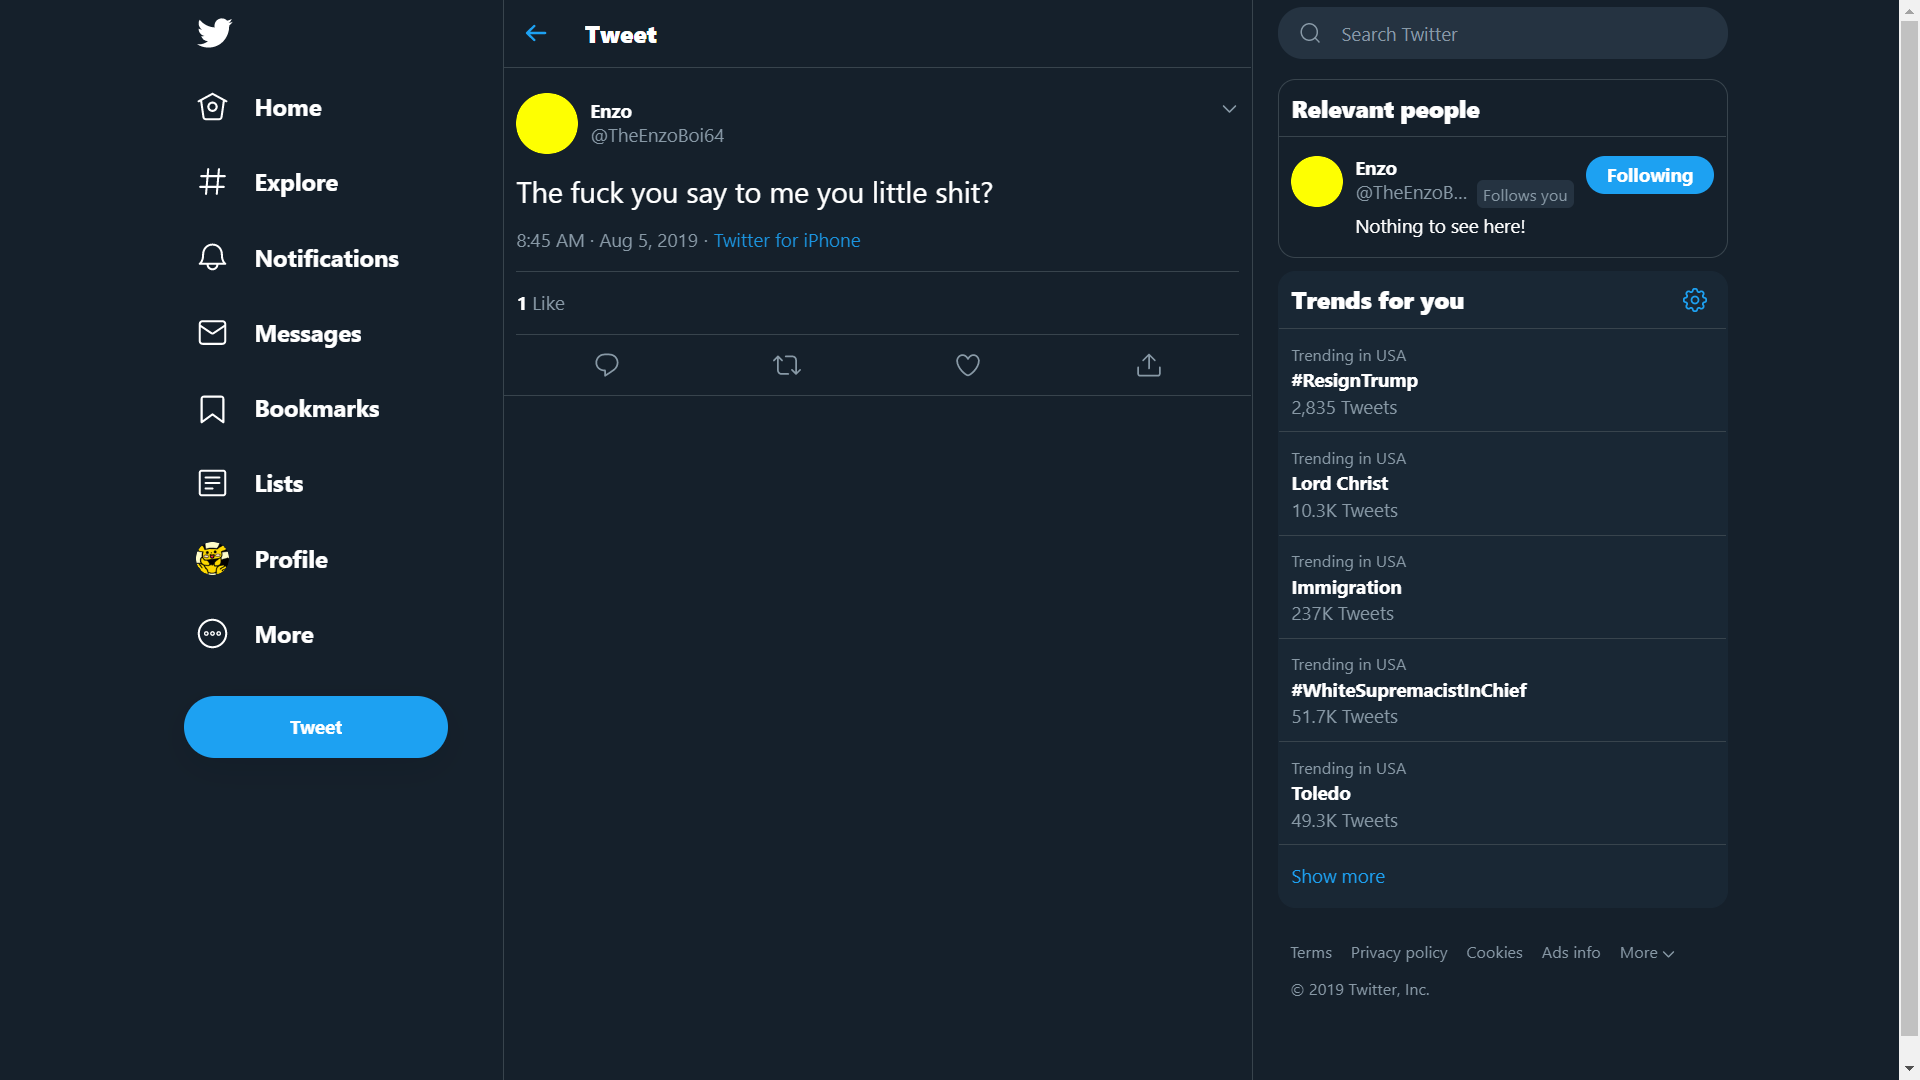 Home
Explore
Notifications
Messages
Bookmarks
Lists
Profile
More
Tweet
Tweet
Enzo
@TheEnzoBoi64
The fuck you say to me you little shit?
8:45 AM · Aug 5, 2019 · Twitter for iPhone
1 Like
Search Twitter
Relevant people
Enzo
@TheEnzoB... Follows you
Following
Nothing to see here!
Trends for you
Trending in USA
#ResignTrump
2,835 Tweets
Trending in USA
Lord Christ
10.3K Tweets
Trending in USA
Immigration
237K Tweets
Trending in USA
#WhiteSupremacistInChief
51.7K Tweets
Trending in USA
Toledo
49.3K Tweets
Show more
Terms Privacy policy Cookies Ads info More
© 2019 Twitter, Inc.